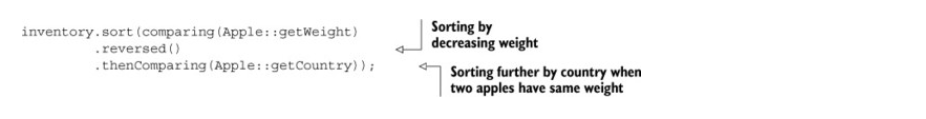 inventory.sort(comparing(Apple::getWeight)
.reversed()
.thenComparing(Apple::getCountry));
Sorting by
decreasing weight
Sorting further by country when
two apples have same weight